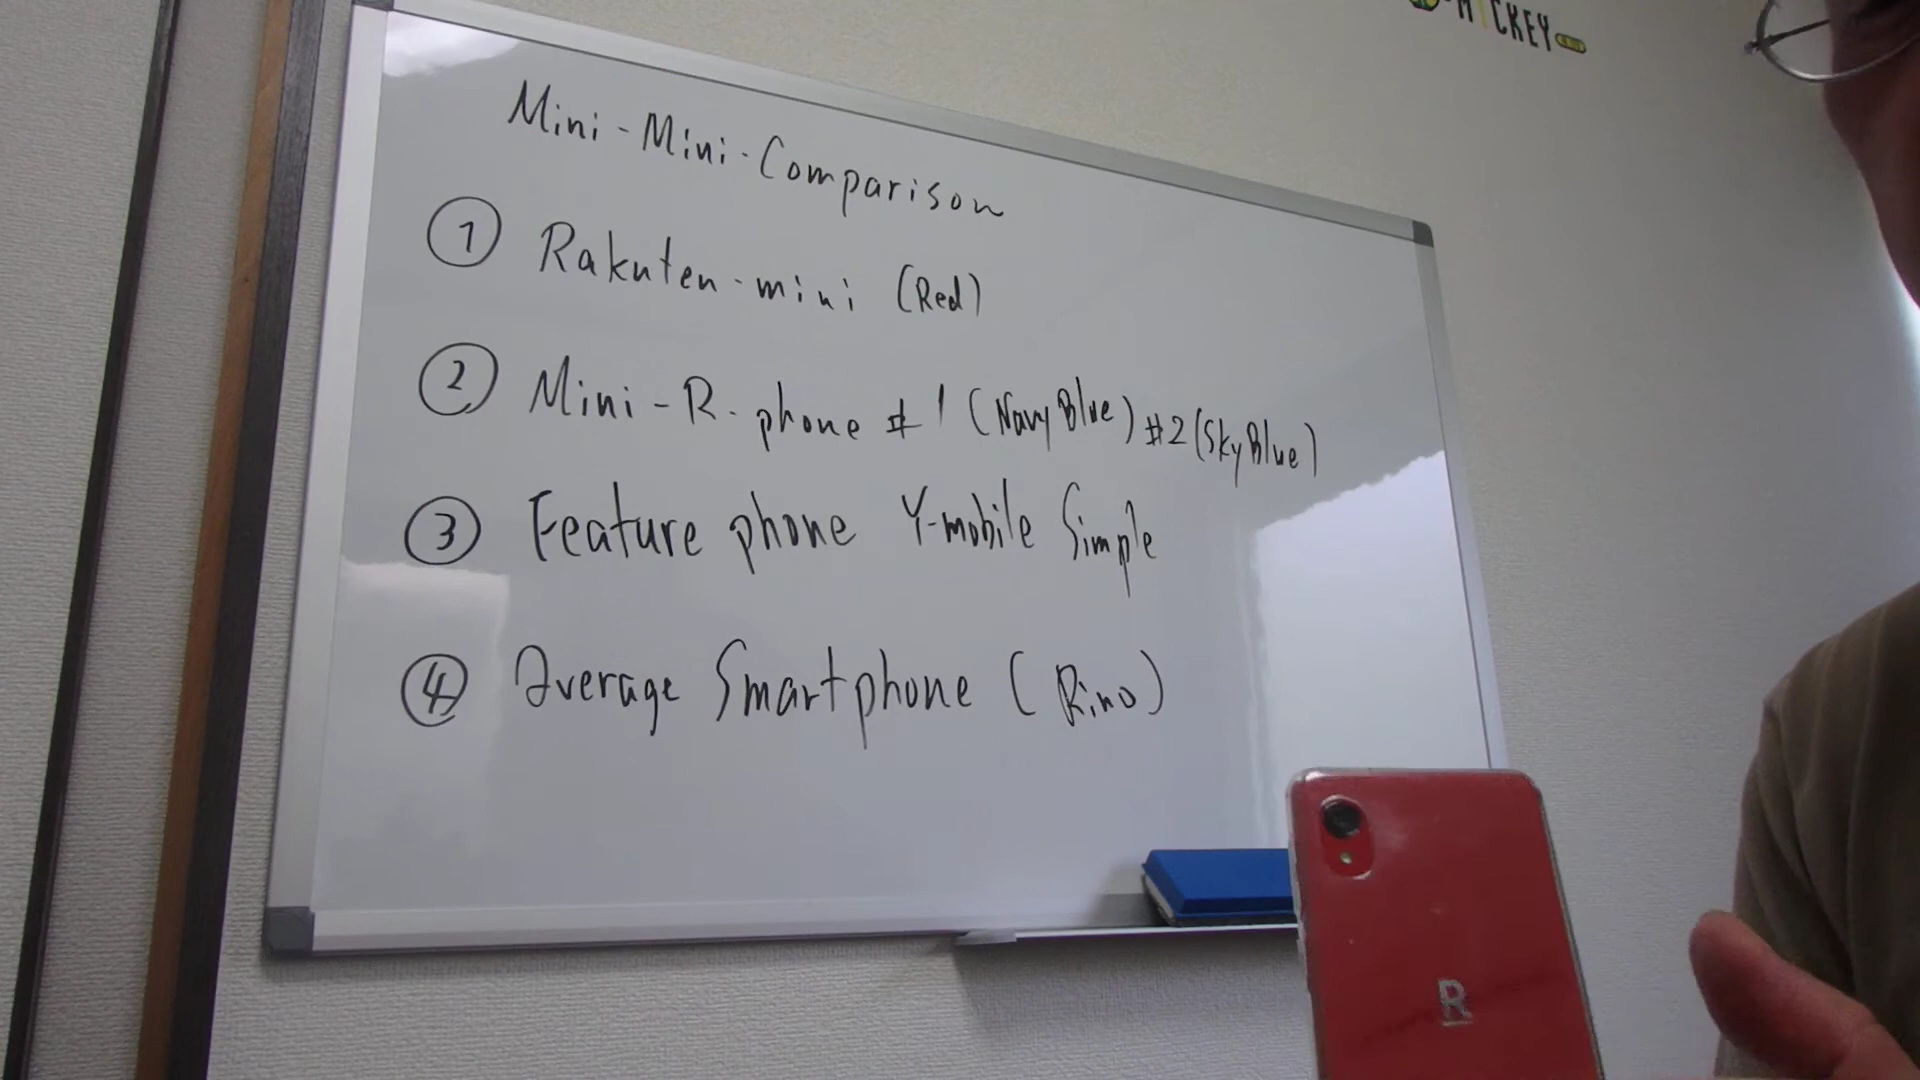 MICKEY
Mini-Mini-Comparison
① Rakuten-mini (Red)
② Mini-R-phone #1 (Navy Blue) #2 (Sky Blue)
③ Feature phone Y-mobile Simple
④ Average Smartphone (Rino)
R